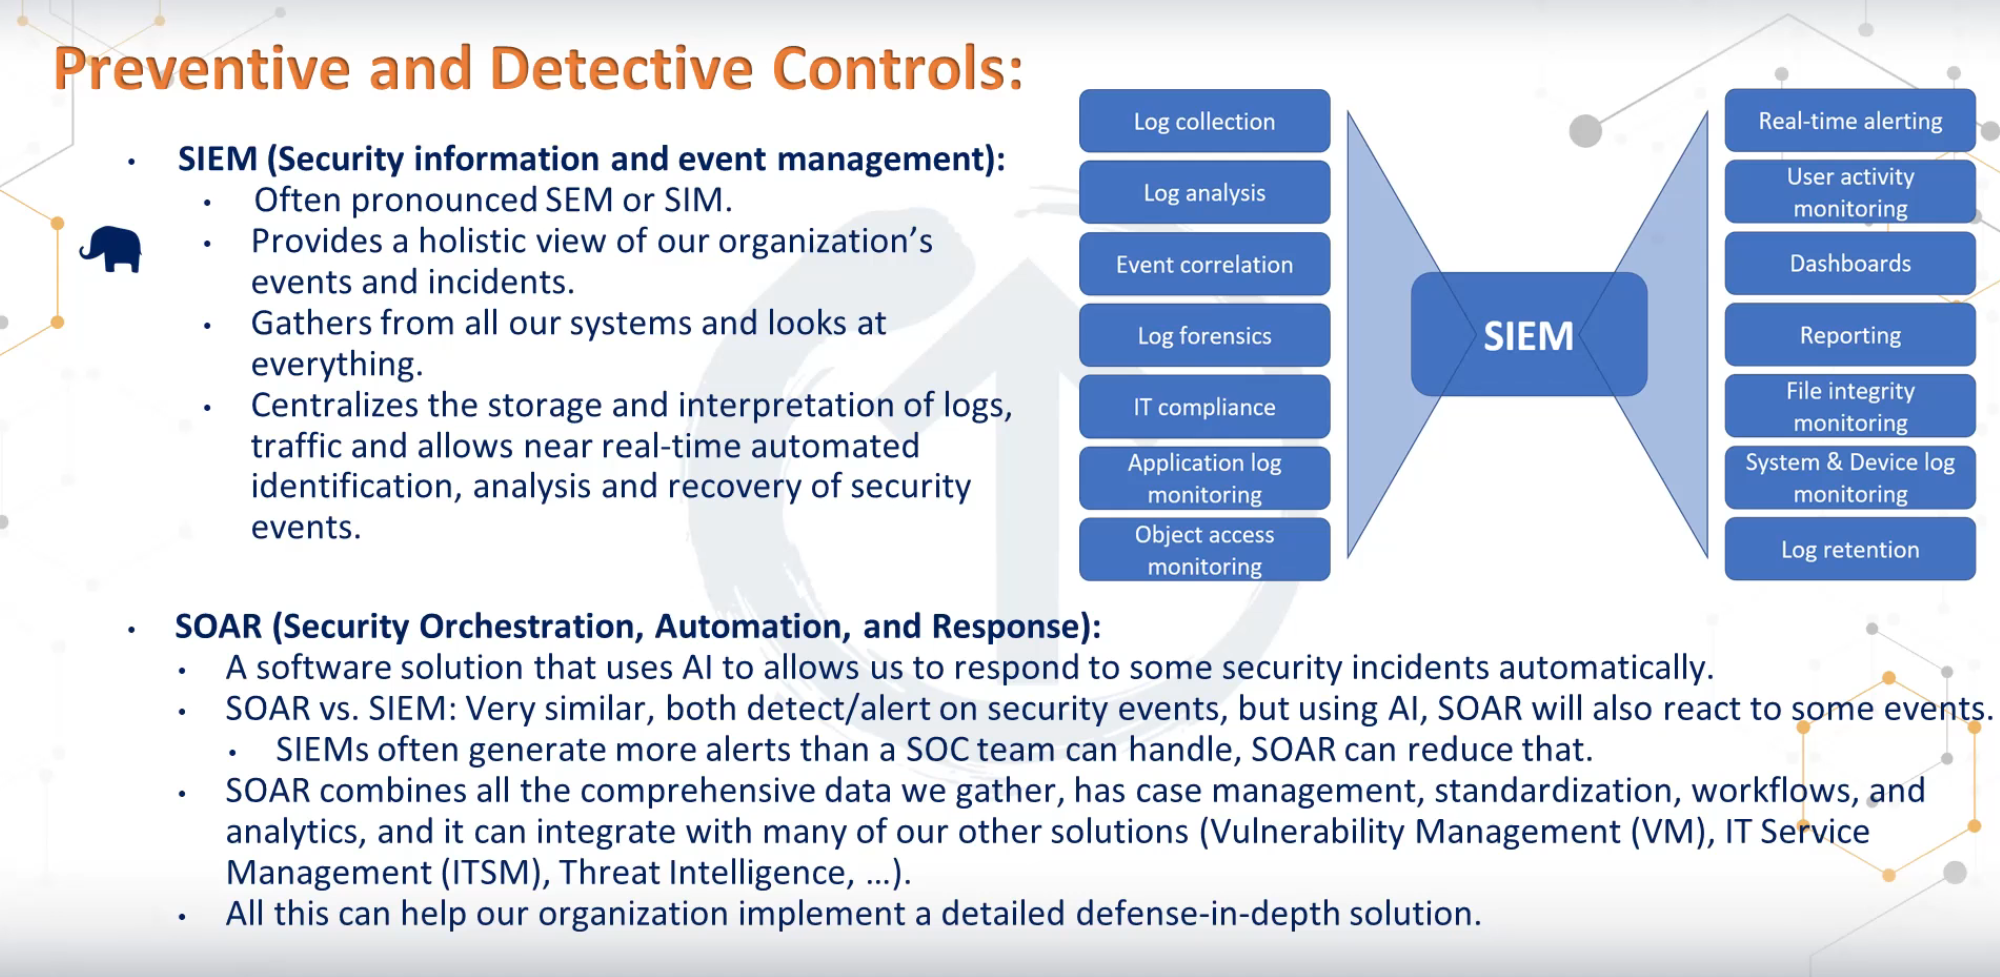 Preventive and Detective Controls:
• SIEM (Security information and event management):
• Often pronounced SEM or SIM.
• Provides a holistic view of our organization's
events and incidents.
• Gathers from all our systems and looks at
everything.
• Centralizes the storage and interpretation of logs,
traffic and allows near real-time automated
identification, analysis and recovery of security
events.
Log collection
Log analysis
Event correlation
Log forensics
IT compliance
Application log
monitoring
Object access
monitoring
SIEM
Real-time alerting
User activity
monitoring
Dashboards
Reporting
File integrity
monitoring
System & Device log
monitoring
Log retention
• SOAR (Security Orchestration, Automation, and Response):
• A software solution that uses AI to allows us to respond to some security incidents automatically.
• SOAR vs. SIEM: Very similar, both detect/alert on security events, but using AI, SOAR will also react to some events.
• SIEMs often generate more alerts than a SOC team can handle, SOAR can reduce that.
• SOAR combines all the comprehensive data we gather, has case management, standardization, workflows, and
analytics, and it can integrate with many of our other solutions (Vulnerability Management (VM), IT Service
Management (ITSM), Threat Intelligence, …).
• All this can help our organization implement a detailed defense-in-depth solution.